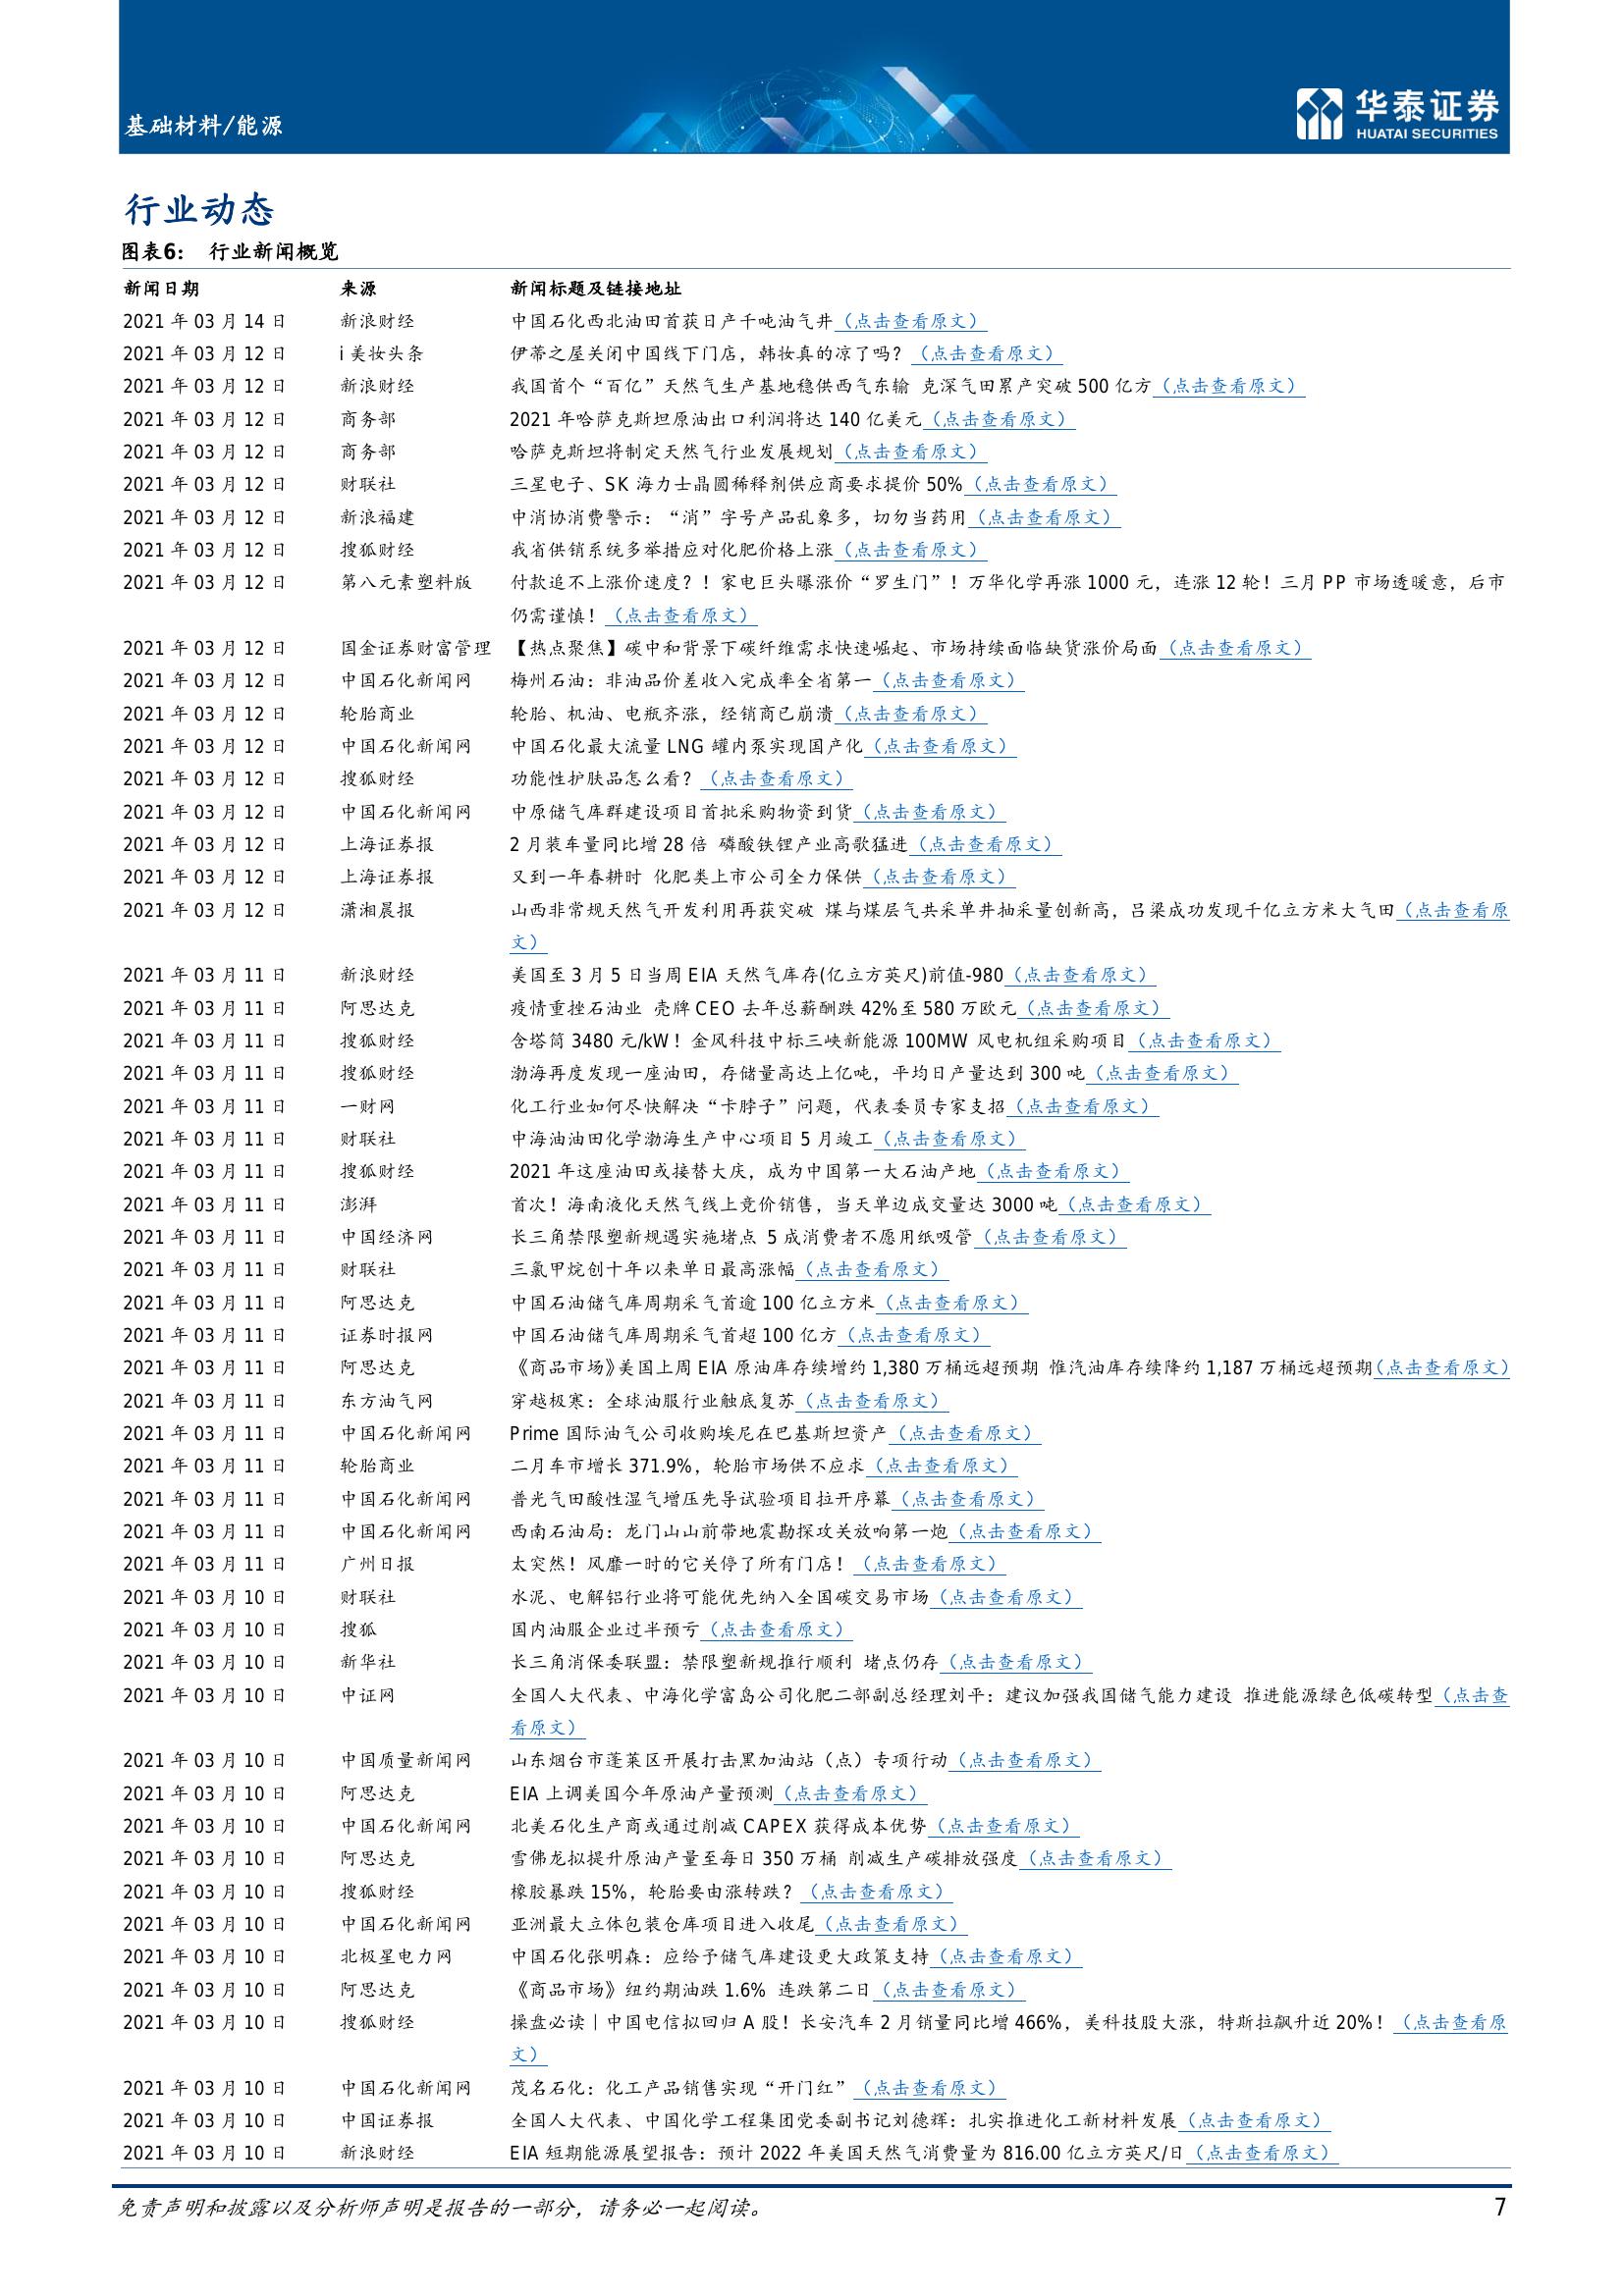 基础材料/能源
华泰证券
HUATAI SECURITIES
行业动态
图表6： 行业新闻概览
新闻日期 来源 新闻标题及链接地址
2021 年 03 月 14 日 新浪财经 中国石化西北油田首获日产千吨油气井（点击查看原文）
2021 年 03 月 12 日 i 美妆头条 伊蒂之屋关闭中国线下门店，韩妆真的凉了吗？（点击查看原文）
2021 年 03 月 12 日 新浪财经 我国首个“百亿”天然气生产基地稳供西气东输 克深气田累产突破 500 亿方（点击查看原文）
2021 年 03 月 12 日 商务部 2021 年哈萨克斯坦原油出口利润将达 140 亿美元（点击查看原文）
2021 年 03 月 12 日 商务部 哈萨克斯坦将制定天然气行业发展规划（点击查看原文）
2021 年 03 月 12 日 财联社 三星电子、SK 海力士晶圆稀释剂供应商要求提价 50%（点击查看原文）
2021 年 03 月 12 日 新浪福建 中消协消费警示：“消”字号产品乱象多，切勿当药用（点击查看原文）
2021 年 03 月 12 日 搜狐财经 我省供销系统多举措应对化肥价格上涨（点击查看原文）
2021 年 03 月 12 日 第八元素塑料版 付款追不上涨价速度？！家电巨头曝涨价“罗生门”！万华化学再涨 1000 元，连涨 12 轮！三月 PP 市场透暖意，后市
仍需谨慎！（点击查看原文）
2021 年 03 月 12 日 国金证券财富管理 【热点聚焦】碳中和背景下碳纤维需求快速崛起、市场持续面临缺货涨价局面（点击查看原文）
2021 年 03 月 12 日 中国石化新闻网 梅州石油：非油品价差收入完成率全省第一（点击查看原文）
2021 年 03 月 12 日 轮胎商业 轮胎、机油、电瓶齐涨，经销商已崩溃（点击查看原文）
2021 年 03 月 12 日 中国石化新闻网 中国石化最大流量 LNG 罐内泵实现国产化（点击查看原文）
2021 年 03 月 12 日 搜狐财经 功能性护肤品怎么看？（点击查看原文）
2021 年 03 月 12 日 中国石化新闻网 中原储气库群建设项目首批采购物资到货（点击查看原文）
2021 年 03 月 12 日 上海证券报 2 月装车量同比增 28 倍 磷酸铁锂产业高歌猛进（点击查看原文）
2021 年 03 月 12 日 上海证券报 又到一年春耕时 化肥类上市公司全力保供（点击查看原文）
2021 年 03 月 12 日 潇湘晨报 山西非常规天然气开发利用再获突破 煤与煤层气共采单井抽采量创新高，吕梁成功发现千亿立方米大气田（点击查看原
文）
2021 年 03 月 11 日 新浪财经 美国至 3 月 5 日当周 EIA 天然气库存(亿立方英尺)前值-980（点击查看原文）
2021 年 03 月 11 日 阿思达克 疫情重挫石油业 壳牌 CEO 去年总薪酬跌 42%至 580 万欧元（点击查看原文）
2021 年 03 月 11 日 搜狐财经 含塔筒 3480 元/kW！金风科技中标三峡新能源 100MW 风电机组采购项目（点击查看原文）
2021 年 03 月 11 日 搜狐财经 渤海再度发现一座油田，存储量高达上亿吨，平均日产量达到 300 吨（点击查看原文）
2021 年 03 月 11 日 一财网 化工行业如何尽快解决“卡脖子”问题，代表委员专家支招（点击查看原文）
2021 年 03 月 11 日 财联社 中海油油田化学渤海生产中心项目 5 月竣工（点击查看原文）
2021 年 03 月 11 日 搜狐财经 2021 年这座油田或接替大庆，成为中国第一大石油产地（点击查看原文）
2021 年 03 月 11 日 澎湃 首次！海南液化天然气线上竞价销售，当天单边成交量达 3000 吨（点击查看原文）
2021 年 03 月 11 日 中国经济网 长三角禁限塑新规遇实施堵点 5 成消费者不愿用纸吸管（点击查看原文）
2021 年 03 月 11 日 财联社 三氯甲烷创十年以来单日最高涨幅（点击查看原文）
2021 年 03 月 11 日 阿思达克 中国石油储气库周期采气首逾 100 亿立方米（点击查看原文）
2021 年 03 月 11 日 证券时报网 中国石油储气库周期采气首超 100 亿方（点击查看原文）
2021 年 03 月 11 日 阿思达克 《商品市场》美国上周 EIA 原油库存续增约 1,380 万桶远超预期 惟汽油库存续降约 1,187 万桶远超预期（点击查看原文）
2021 年 03 月 11 日 东方油气网 穿越极寒：全球油服行业触底复苏（点击查看原文）
2021 年 03 月 11 日 中国石化新闻网 Prime 国际油气公司收购埃尼在巴基斯坦资产（点击查看原文）
2021 年 03 月 11 日 轮胎商业 二月车市增长 371.9%，轮胎市场供不应求（点击查看原文）
2021 年 03 月 11 日 中国石化新闻网 普光气田酸性湿气增压先导试验项目拉开序幕（点击查看原文）
2021 年 03 月 11 日 中国石化新闻网 西南石油局：龙门山山前带地震勘探攻关放响第一炮（点击查看原文）
2021 年 03 月 11 日 广州日报 太突然！风靡一时的它关停了所有门店！（点击查看原文）
2021 年 03 月 10 日 财联社 水泥、电解铝行业将可能优先纳入全国碳交易市场（点击查看原文）
2021 年 03 月 10 日 搜狐 国内油服企业过半预亏（点击查看原文）
2021 年 03 月 10 日 新华社 长三角消保委联盟：禁限塑新规推行顺利 堵点仍存（点击查看原文）
2021 年 03 月 10 日 中证网 全国人大代表、中海化学富岛公司化肥二部副总经理刘平：建议加强我国储气能力建设 推进能源绿色低碳转型（点击查
看原文）
2021 年 03 月 10 日 中国质量新闻网 山东烟台市蓬莱区开展打击黑加油站（点）专项行动（点击查看原文）
2021 年 03 月 10 日 阿思达克 EIA 上调美国今年原油产量预测（点击查看原文）
2021 年 03 月 10 日 中国石化新闻网 北美石化生产商或通过削减 CAPEX 获得成本优势（点击查看原文）
2021 年 03 月 10 日 阿思达克 雪佛龙拟提升原油产量至每日 350 万桶 削减生产碳排放强度（点击查看原文）
2021 年 03 月 10 日 搜狐财经 橡胶暴跌 15%，轮胎要由涨转跌？（点击查看原文）
2021 年 03 月 10 日 中国石化新闻网 亚洲最大立体包装仓库项目进入收尾（点击查看原文）
2021 年 03 月 10 日 北极星电力网 中国石化张明森：应给予储气库建设更大政策支持（点击查看原文）
2021 年 03 月 10 日 阿思达克 《商品市场》纽约期油跌 1.6% 连跌第二日（点击查看原文）
2021 年 03 月 10 日 搜狐财经 操盘必读｜中国电信拟回归 A 股！长安汽车 2 月销量同比增 466%，美科技股大涨，特斯拉飙升近 20%！（点击查看原
文）
2021 年 03 月 10 日 中国石化新闻网 茂名石化：化工产品销售实现“开门红”（点击查看原文）
2021 年 03 月 10 日 中国证券报 全国人大代表、中国化学工程集团党委副书记刘德辉：扎实推进化工新材料发展（点击查看原文）
2021 年 03 月 10 日 新浪财经 EIA 短期能源展望报告：预计 2022 年美国天然气消费量为 816.00 亿立方英尺/日（点击查看原文）
免责声明和披露以及分析师声明是报告的一部分，请务必一起阅读。 7